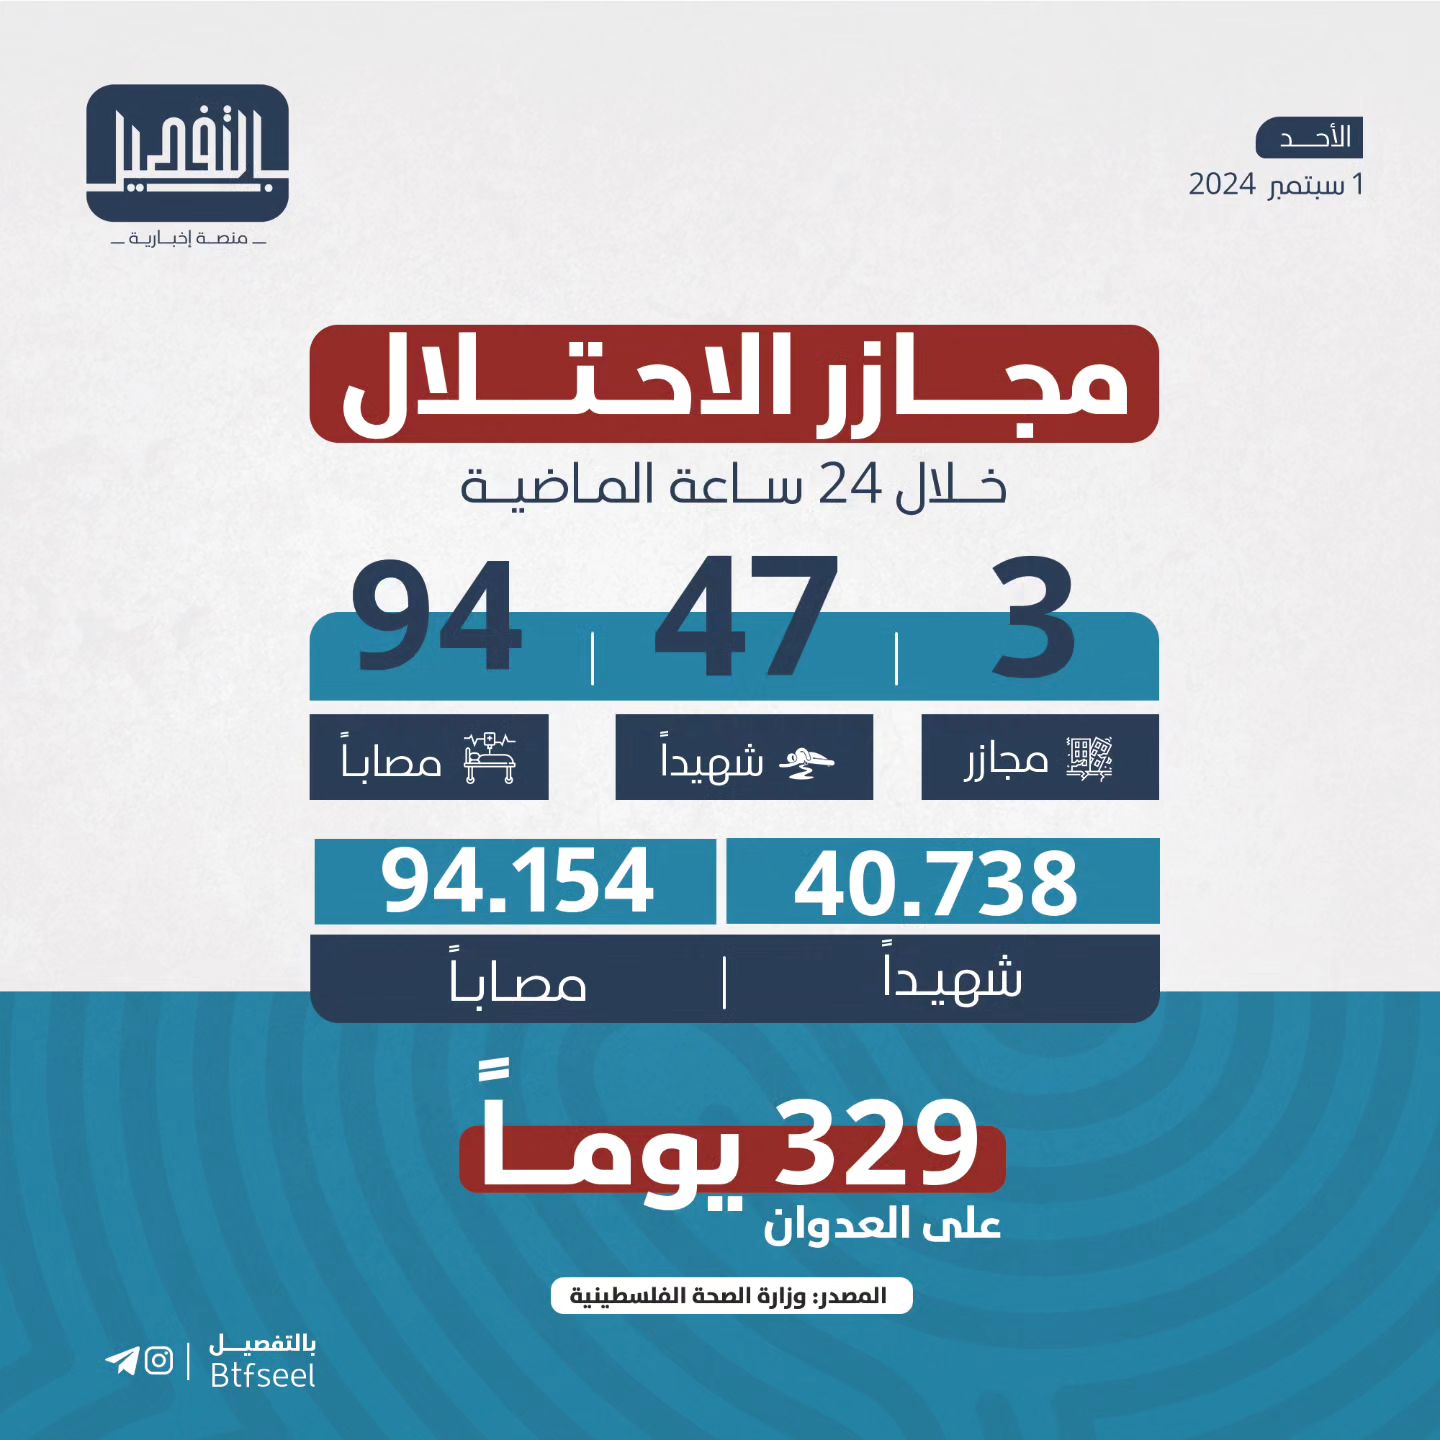 بالتفصيل
— منصة إخبارية —
الأحد
1 سبتمبر 2024
مجازر الاحتلال
خلال 24 ساعة الماضية
3
47
94
مجازر
شهيداً
مصاباً
40.738
94.154
شهيداً
مصاباً
329 يوماً
على العدوان
المصدر: وزارة الصحة الفلسطينية
بالتفصيل
Btfseel